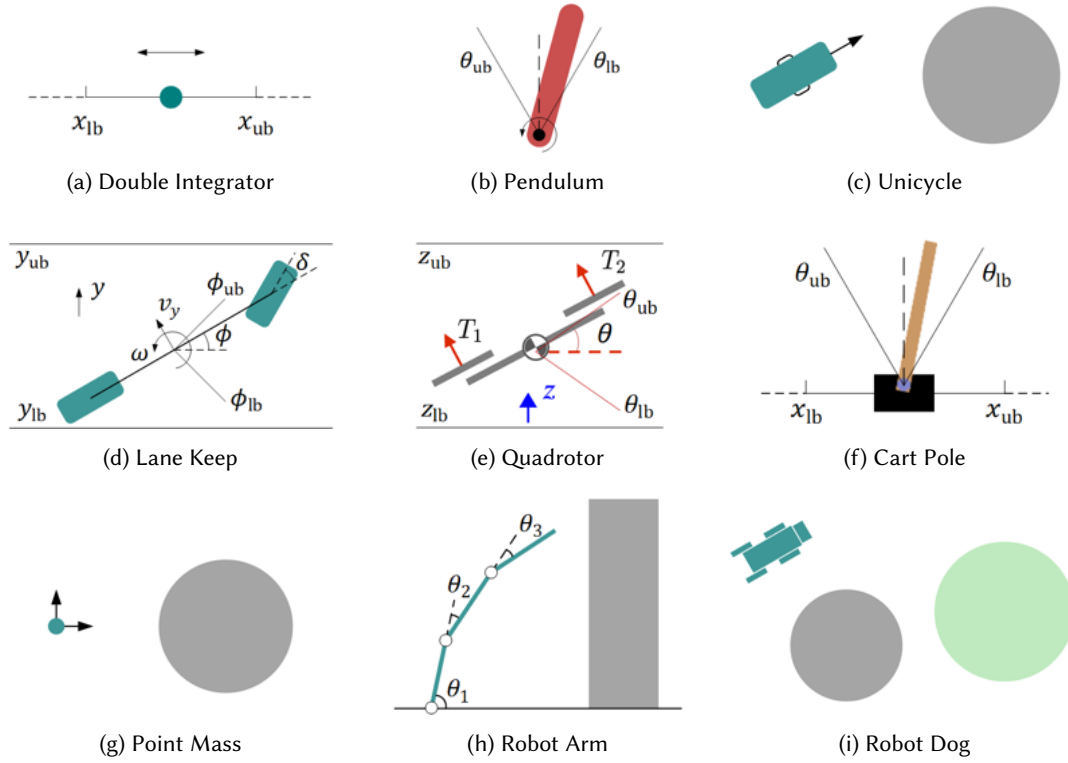 x_lb x_ub
(a) Double Integrator
θ_ub θ_lb
(b) Pendulum
(c) Unicycle
y_ub
y
v_y
ϕ_ub
δ
ω
ϕ
ϕ_lb
y_lb
(d) Lane Keep
z_ub
T_2
θ_ub
T_1
θ
z_lb
z
θ_lb
(e) Quadrotor
θ_ub θ_lb
x_lb x_ub
(f) Cart Pole
(g) Point Mass
θ_3
θ_2
θ_1
(h) Robot Arm
(i) Robot Dog